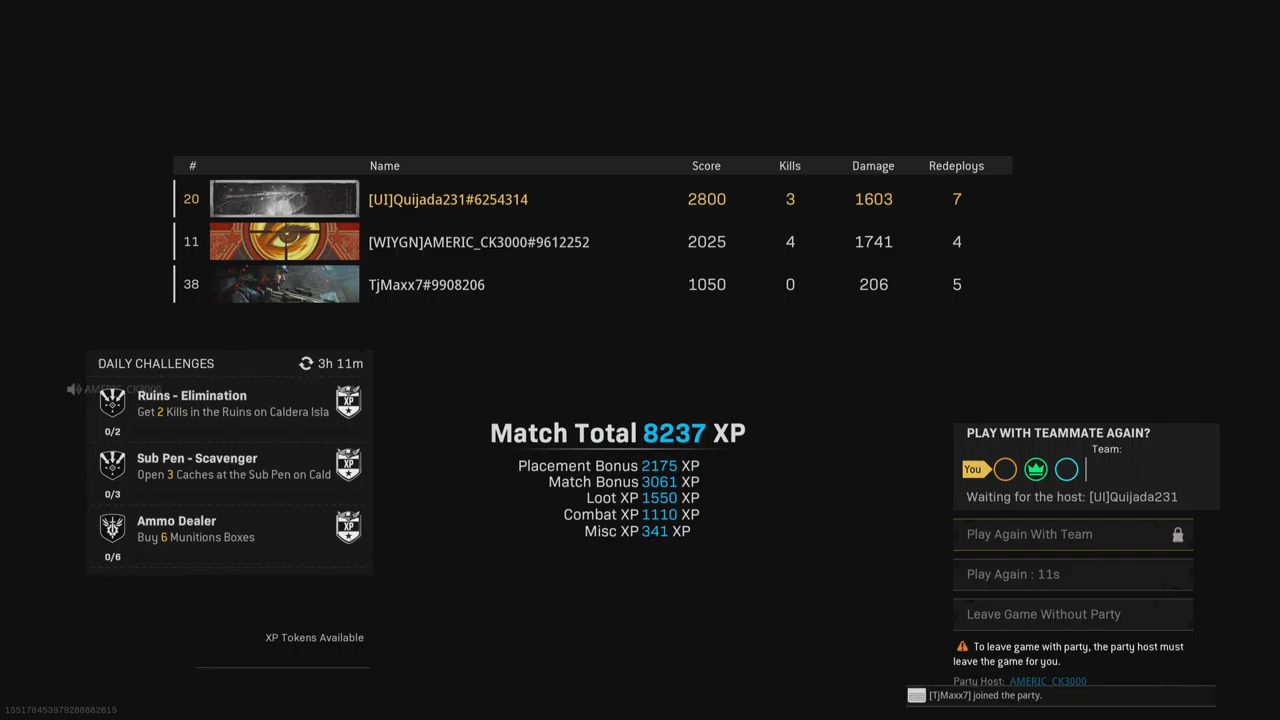 # Name Score Kills Damage Redeploys
20 [UI]Quijada231#6254314 2800 3 1603 7
11 [WIYGN]AMERIC_CK3000#9612252 2025 4 1741 4
38 TjMaxx7#9908206 1050 0 206 5
DAILY CHALLENGES 3h 11m
AMERIC_CK3000
Ruins - Elimination
Get 2 Kills in the Ruins on Caldera Isla
XP
0/2
Sub Pen - Scavenger
Open 3 Caches at the Sub Pen on Cald
XP
0/3
Ammo Dealer
Buy 6 Munitions Boxes
XP
0/6
XP Tokens Available
Match Total 8237 XP
Placement Bonus 2175 XP
Match Bonus 3061 XP
Loot XP 1550 XP
Combat XP 1110 XP
Misc XP 341 XP
PLAY WITH TEAMMATE AGAIN?
Team:
You
Waiting for the host: [UI]Quijada231
Play Again With Team
Play Again : 11s
Leave Game Without Party
To leave game with party, the party host must
leave the game for you.
Party Host: AMERIC_CK3000
[TjMaxx7] joined the party.
155178453979288882615